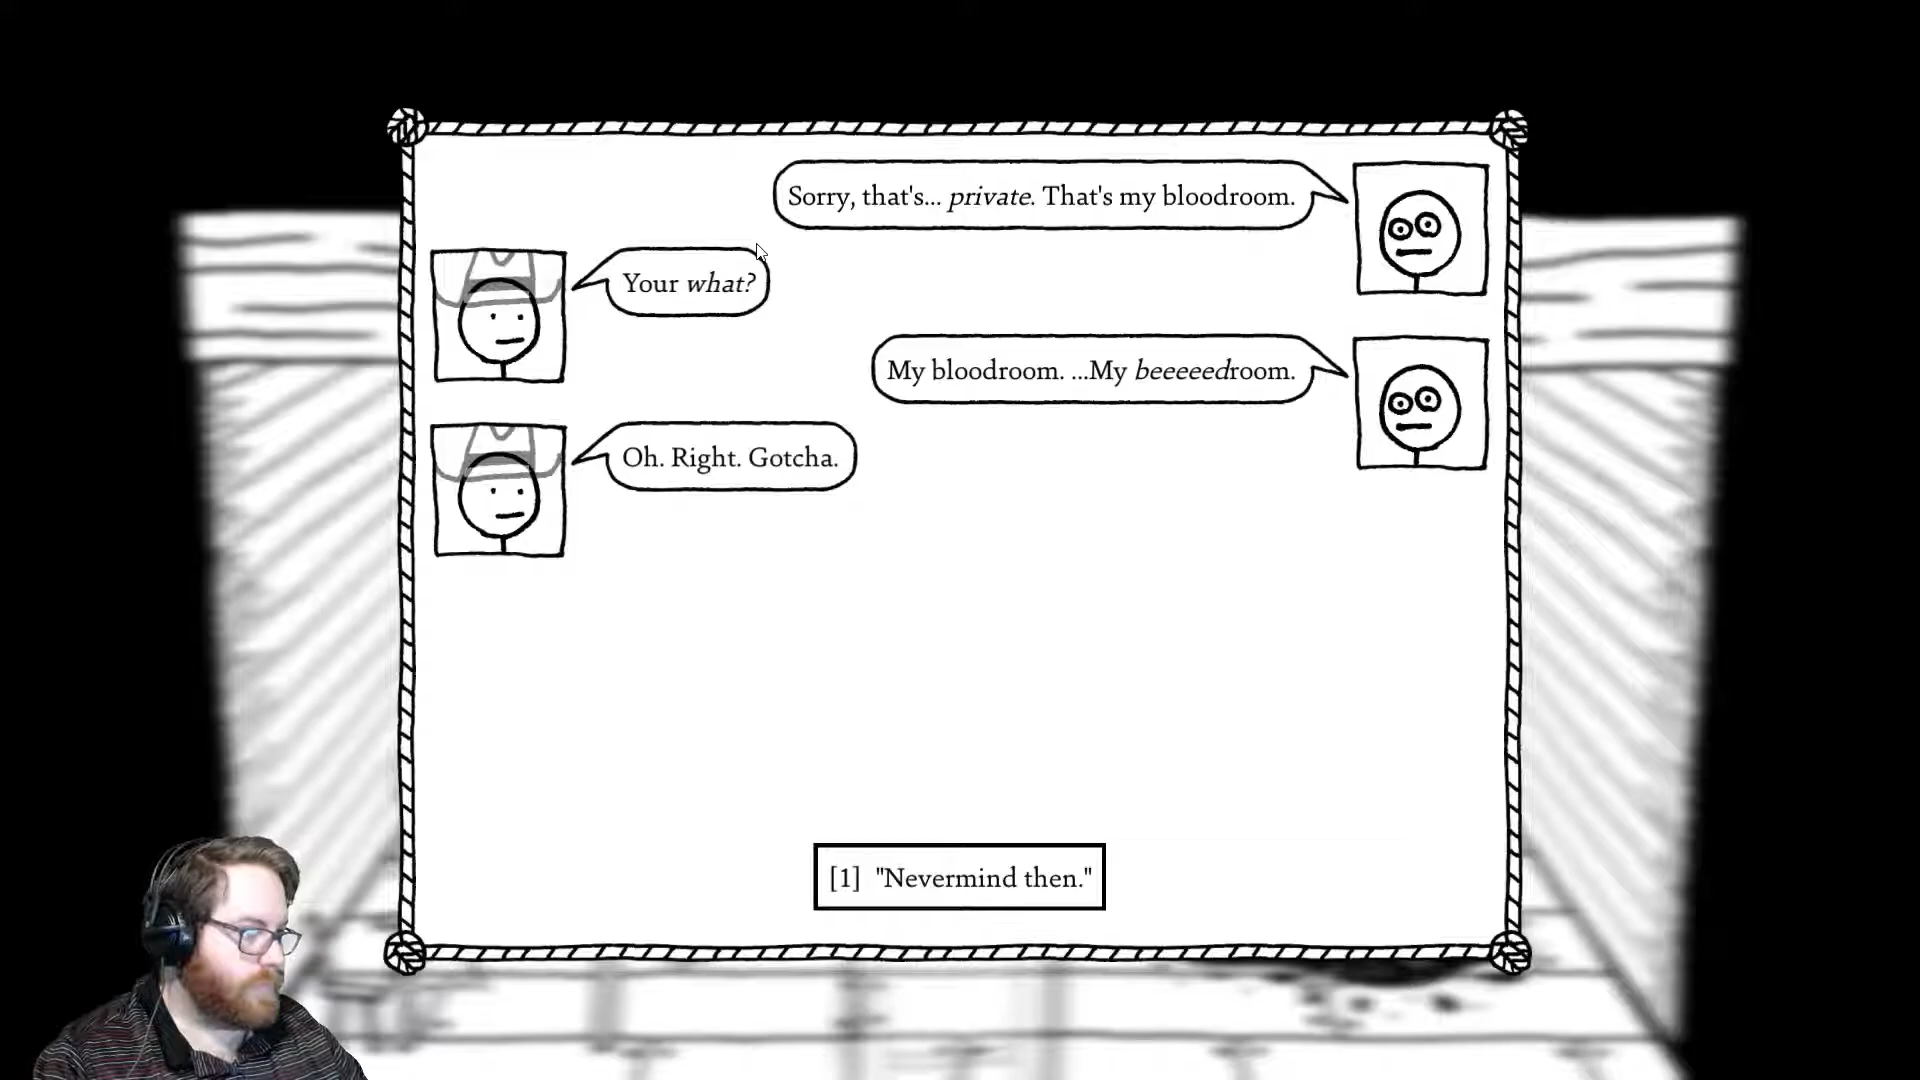 Sorry, that's... private. That's my bloodroom.
Your what?
My bloodroom. ...My beeeeedroom.
Oh. Right. Gotcha.
[1] "Nevermind then."